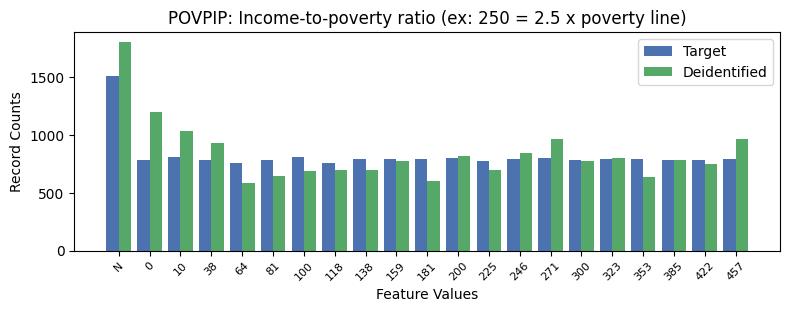 POVPIP: Income-to-poverty ratio (ex: 250 = 2.5 x poverty line)
Target
Deidentified
Record Counts
1500
1000
500
0
N 0 10 38 64 81 100 118 138 159 181 200 225 246 271 300 323 353 385 422 457
Feature Values